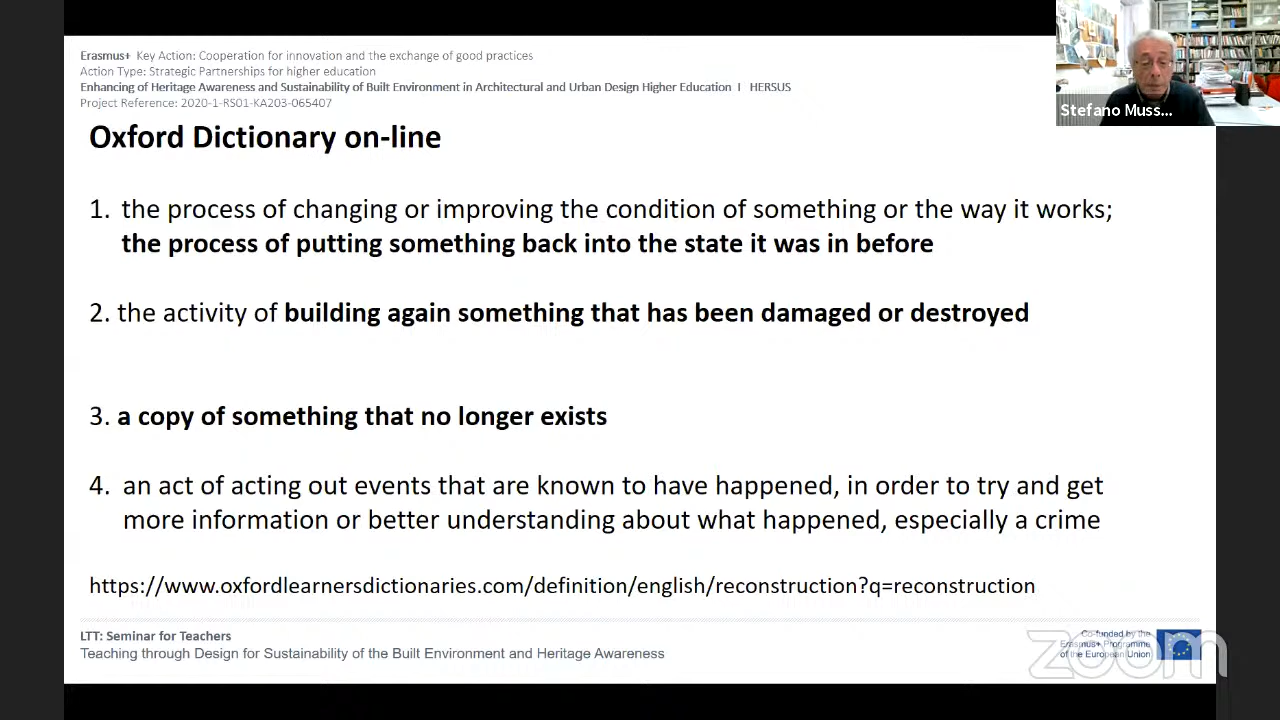 Erasmus+ Key Action: Cooperation for innovation and the exchange of good practices
Action Type: Strategic Partnerships for higher education
Enhancing of Heritage Awareness and Sustainability of Built Environment in Architectural and Urban Design Higher Education I HERSUS
Project Reference: 2020-1-RS01-KA203-065407
Stefano Muss...
Oxford Dictionary on-line
1. the process of changing or improving the condition of something or the way it works;
the process of putting something back into the state it was in before
2. the activity of building again something that has been damaged or destroyed
3. a copy of something that no longer exists
4. an act of acting out events that are known to have happened, in order to try and get
more information or better understanding about what happened, especially a crime
https://www.oxfordlearnersdictionaries.com/definition/english/reconstruction?q=reconstruction
LTT: Seminar for Teachers
Teaching through Design for Sustainability of the Built Environment and Heritage Awareness
Co-funded by the
Erasmus+ Programme
of the European Union
zoom